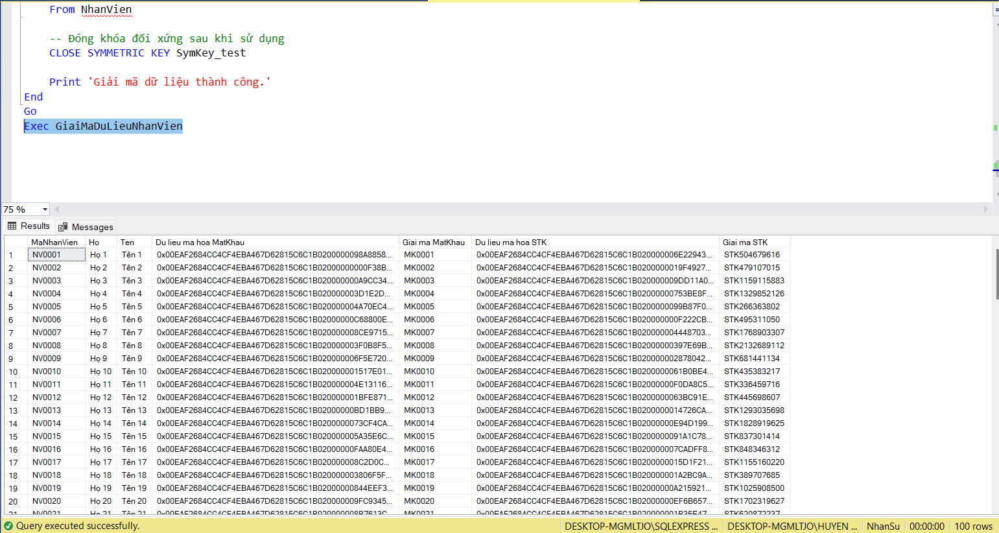 From NhanVien
-- Đóng khóa đối xứng sau khi sử dụng
CLOSE SYMMETRIC KEY SymKey_test
Print 'Giải mã dữ liệu thành công.'
End
Go
Exec GiaiMaDuLieuNhanVien
75 %
Results Messages
MaNhanVien Ho Ten Du lieu ma hoa MatKhau Giai ma MatKhau Du lieu ma hoa STK Giai ma STK
1 NV0001 Họ 1 Tên 1 0x00EAF2684CC4CF4EBA467D62815C6C1B0200000098A8858... MK0001 0x00EAF2684CC4CF4EBA467D62815C6C1B020000006E22943... STK504679616
2 NV0002 Họ 2 Tên 2 0x00EAF2684CC4CF4EBA467D62815C6C1B02000000000F38B... MK0002 0x00EAF2684CC4CF4EBA467D62815C6C1B0200000019F4927... STK479107015
3 NV0003 Họ 3 Tên 3 0x00EAF2684CC4CF4EBA467D62815C6C1B020000000A9CC34... MK0003 0x00EAF2684CC4CF4EBA467D62815C6C1B020000009DD11A0... STK1159115883
4 NV0004 Họ 4 Tên 4 0x00EAF2684CC4CF4EBA467D62815C6C1B020000003D1E2D... MK0004 0x00EAF2684CC4CF4EBA467D62815C6C1B02000000753BE8F... STK1329852126
5 NV0005 Họ 5 Tên 5 0x00EAF2684CC4CF4EBA467D62815C6C1B020000004A70EC4... MK0005 0x00EAF2684CC4CF4EBA467D62815C6C1B02000000099B87F0... STK266363802
6 NV0006 Họ 6 Tên 6 0x00EAF2684CC4CF4EBA467D62815C6C1B02000000C68800E... MK0006 0x00EAF2684CC4CF4EBA467D62815C6C1B020000000F222CB... STK495311050
7 NV0007 Họ 7 Tên 7 0x00EAF2684CC4CF4EBA467D62815C6C1B020000008CE9715... MK0007 0x00EAF2684CC4CF4EBA467D62815C6C1B020000004448703... STK1768903307
8 NV0008 Họ 8 Tên 8 0x00EAF2684CC4CF4EBA467D62815C6C1B020000003F0B8F5... MK0008 0x00EAF2684CC4CF4EBA467D62815C6C1B02000000397E69B... STK2132689112
9 NV0009 Họ 9 Tên 9 0x00EAF2684CC4CF4EBA467D62815C6C1B020000006F5E720... MK0009 0x00EAF2684CC4CF4EBA467D62815C6C1B020000002878042... STK681441134
10 NV0010 Họ 10 Tên 10 0x00EAF2684CC4CF4EBA467D62815C6C1B020000001517E01... MK0010 0x00EAF2684CC4CF4EBA467D62815C6C1B0200000061B0BE4... STK435383217
11 NV0011 Họ 11 Tên 11 0x00EAF2684CC4CF4EBA467D62815C6C1B020000004E13116... MK0011 0x00EAF2684CC4CF4EBA467D62815C6C1B02000000F0DA8C5... STK336459716
12 NV0012 Họ 12 Tên 12 0x00EAF2684CC4CF4EBA467D62815C6C1B020000001BFE871... MK0012 0x00EAF2684CC4CF4EBA467D62815C6C1B0200000063BC91E... STK445698607
13 NV0013 Họ 13 Tên 13 0x00EAF2684CC4CF4EBA467D62815C6C1B02000000BD1BB9... MK0013 0x00EAF2684CC4CF4EBA467D62815C6C1B0200000014726CA... STK1293035698
14 NV0014 Họ 14 Tên 14 0x00EAF2684CC4CF4EBA467D62815C6C1B0200000073CF4CA... MK0014 0x00EAF2684CC4CF4EBA467D62815C6C1B02000000E94D199... STK1828919625
15 NV0015 Họ 15 Tên 15 0x00EAF2684CC4CF4EBA467D62815C6C1B020000005A35E6C... MK0015 0x00EAF2684CC4CF4EBA467D62815C6C1B0200000091A1C78... STK837301414
16 NV0016 Họ 16 Tên 16 0x00EAF2684CC4CF4EBA467D62815C6C1B02000000FAA80E4... MK0016 0x00EAF2684CC4CF4EBA467D62815C6C1B020000007CADFF8... STK848346312
17 NV0017 Họ 17 Tên 17 0x00EAF2684CC4CF4EBA467D62815C6C1B020000008C2D0C... MK0017 0x00EAF2684CC4CF4EBA467D62815C6C1B0200000015D1F21... STK1155160220
18 NV0018 Họ 18 Tên 18 0x00EAF2684CC4CF4EBA467D62815C6C1B020000003806F5F... MK0018 0x00EAF2684CC4CF4EBA467D62815C6C1B020000001A2BC9A... STK389707685
19 NV0019 Họ 19 Tên 19 0x00EAF2684CC4CF4EBA467D62815C6C1B02000000844EEF3... MK0019 0x00EAF2684CC4CF4EBA467D62815C6C1B02000000A215921... STK1025908500
20 NV0020 Họ 20 Tên 20 0x00EAF2684CC4CF4EBA467D62815C6C1B020000009FC9345... MK0020 0x00EAF2684CC4CF4EBA467D62815C6C1B02000000EF6B657... STK1702319627
21 NV0021 Họ 21 Tên 21 MK0021
Query executed successfully. DESKTOP-MGMLTJO\SQLEXPRESS ... DESKTOP-MGMLTJO\HUYEN ... NhanSu 00:00:00 100 rows